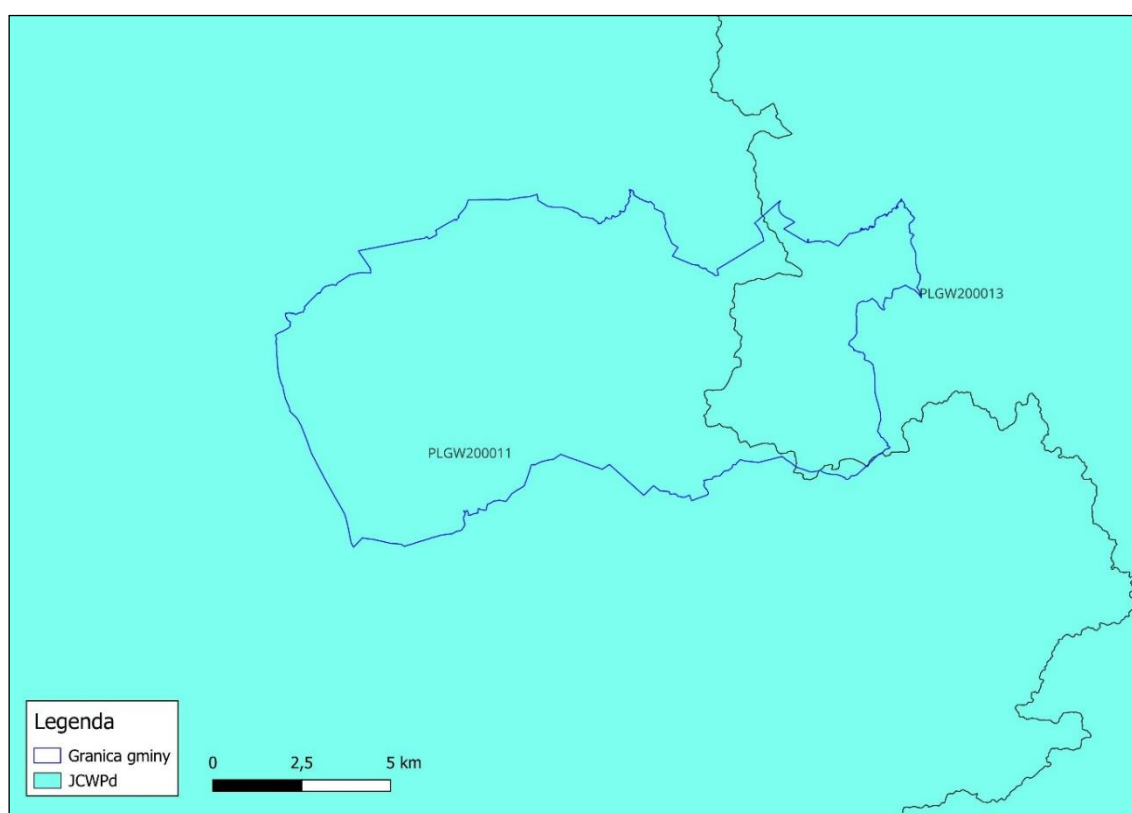 PLGW200013
PLGW200011
Legenda
Granica gminy
JCWPd
0 2,5 5 km